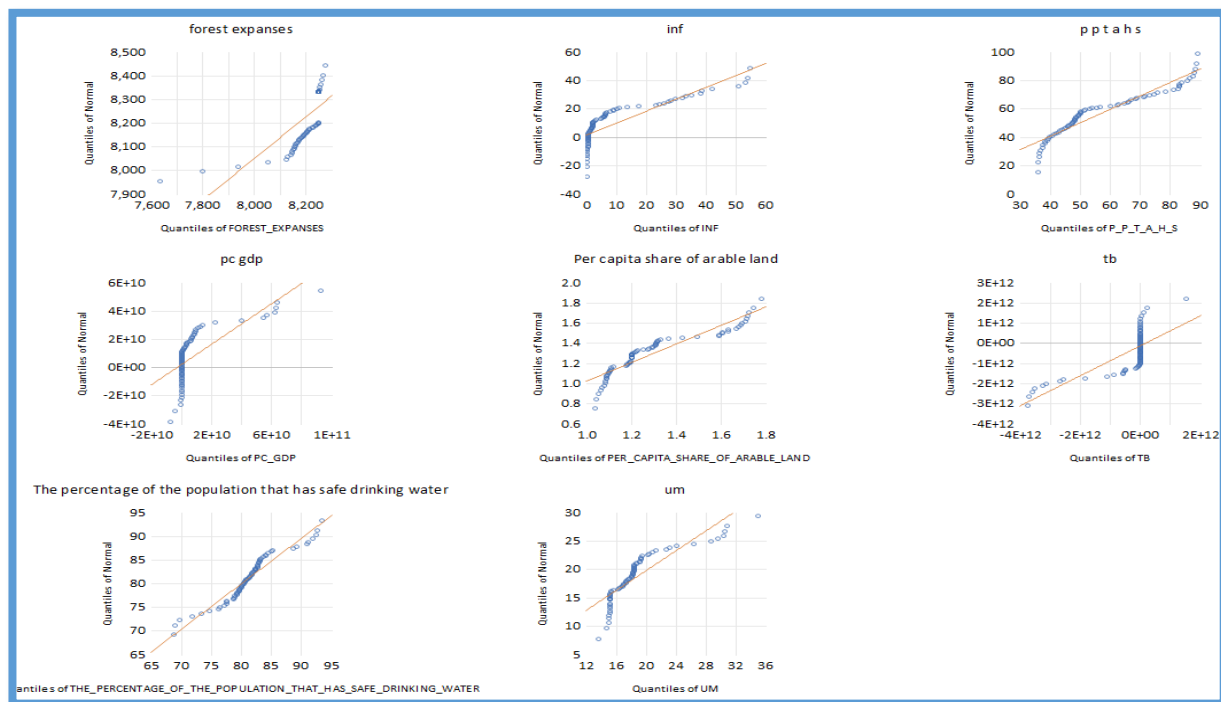 forest expanses
8,500
8,400
8,300
8,200
8,100
8,000
7,900
7,600 7,800 8,000 8,200
Quantiles of Normal
Quantiles of FOREST_EXPANSES
inf
60
40
20
0
-20
-40
0 10 20 30 40 50 60
Quantiles of Normal
Quantiles of INF
p p t a h s
100
80
60
40
20
0
30 40 50 60 70 80 90
Quantiles of Normal
Quantiles of P_P_T_A_H_S
pc gdp
6E+10
4E+10
2E+10
0E+00
-2E+10
-4E+10
-2E+10 2E+10 6E+10 1E+11
Quantiles of Normal
Quantiles of PC_GDP
Per capita share of arable land
2.0
1.8
1.6
1.4
1.2
1.0
0.8
0.6
1.0 1.2 1.4 1.6 1.8
Quantiles of Normal
Quantiles of PER_CAPITA_SHARE_OF_ARABLE_LAND
tb
3E+12
2E+12
1E+12
0E+00
-1E+12
-2E+12
-3E+12
-4E+12
-4E+12 -2E+12 0E+00 2E+12
Quantiles of Normal
Quantiles of TB
The percentage of the population that has safe drinking water
95
90
85
80
75
70
65
65 70 75 80 85 90 95
Quantiles of Normal
antiles of THE_PERCENTAGE_OF_THE_POPULATION_THAT_HAS_SAFE_DRINKING_WATER
um
30
25
20
15
10
5
12 16 20 24 28 32 36
Quantiles of Normal
Quantiles of UM